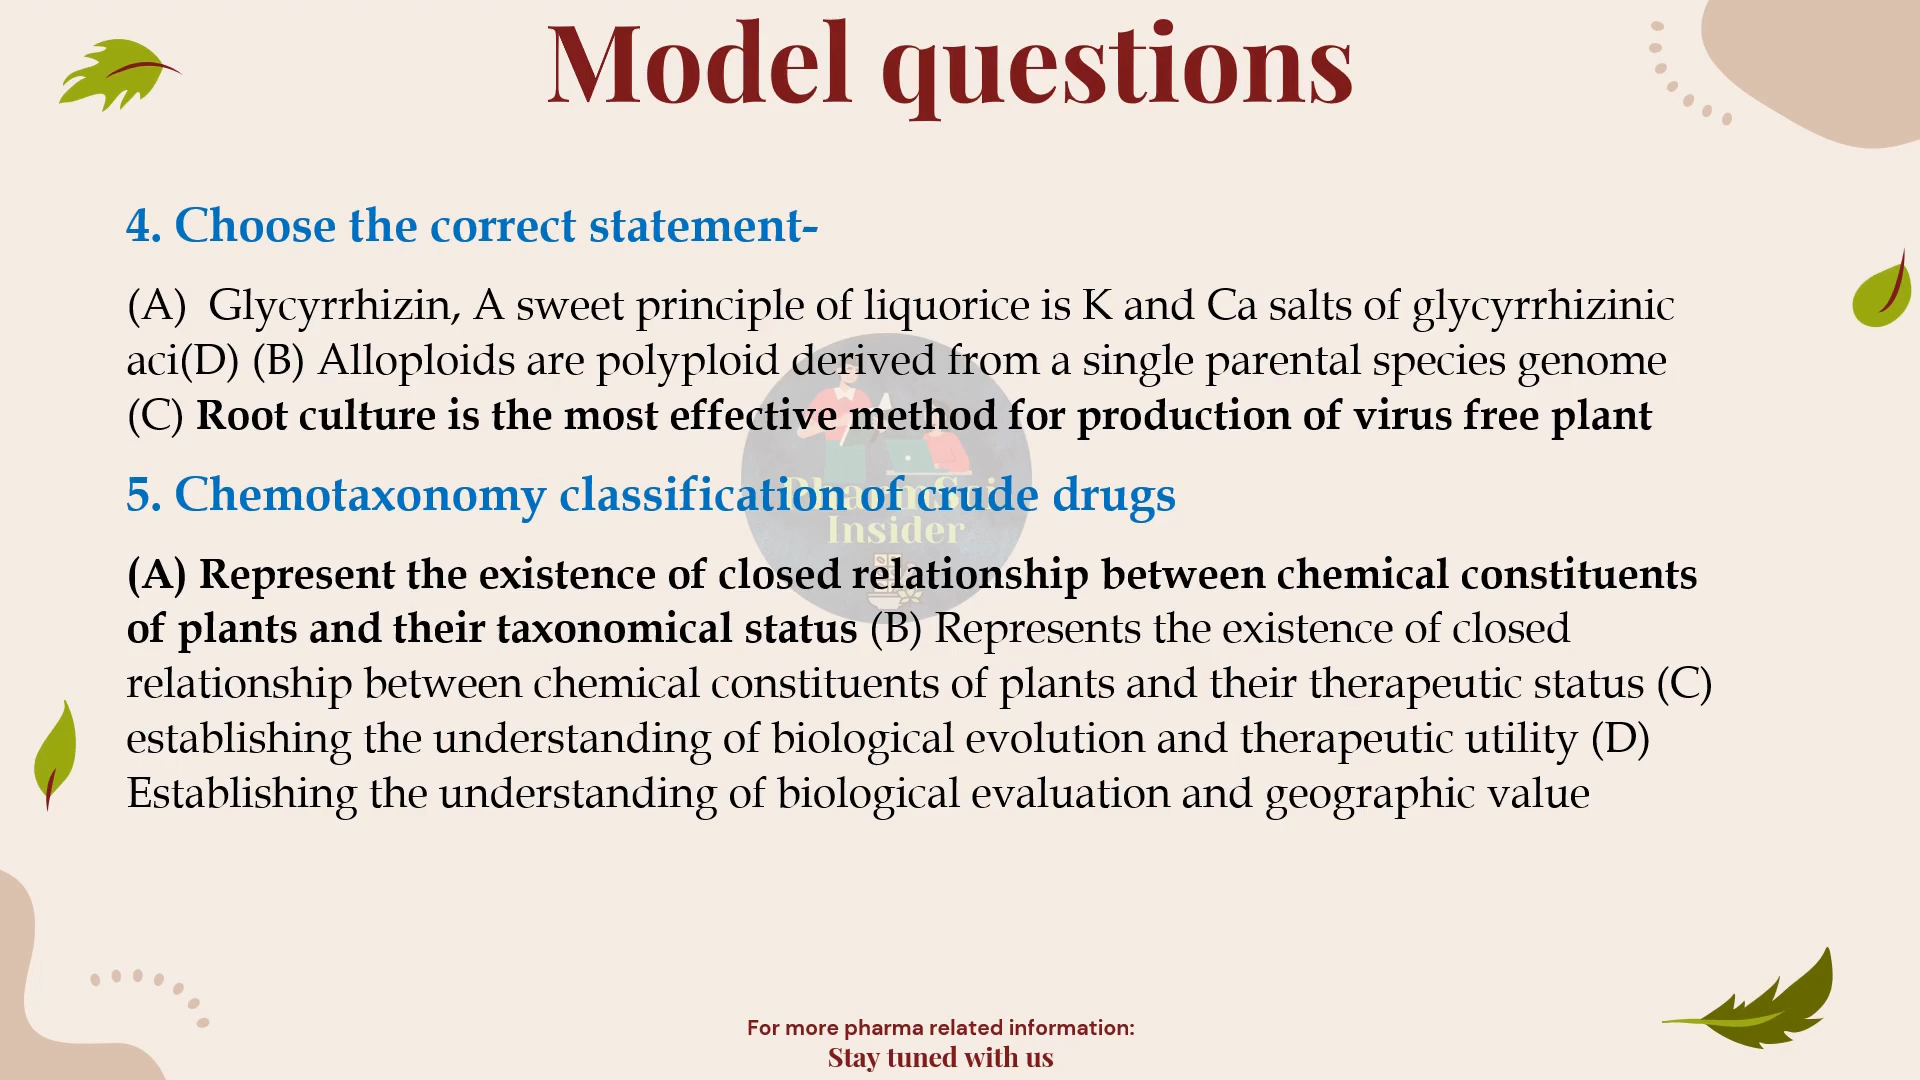 Model questions
4. Choose the correct statement-
(A) Glycyrrhizin, A sweet principle of liquorice is K and Ca salts of glycyrrhizinic
aci(D) (B) Alloploids are polyploid derived from a single parental species genome
(C) Root culture is the most effective method for production of virus free plant
5. Chemotaxonomy classification of crude drugs
(A) Represent the existence of closed relationship between chemical constituents
of plants and their taxonomical status (B) Represents the existence of closed
relationship between chemical constituents of plants and their therapeutic status (C)
establishing the understanding of biological evolution and therapeutic utility (D)
Establishing the understanding of biological evaluation and geographic value
Insider
For more pharma related information:
Stay tuned with us